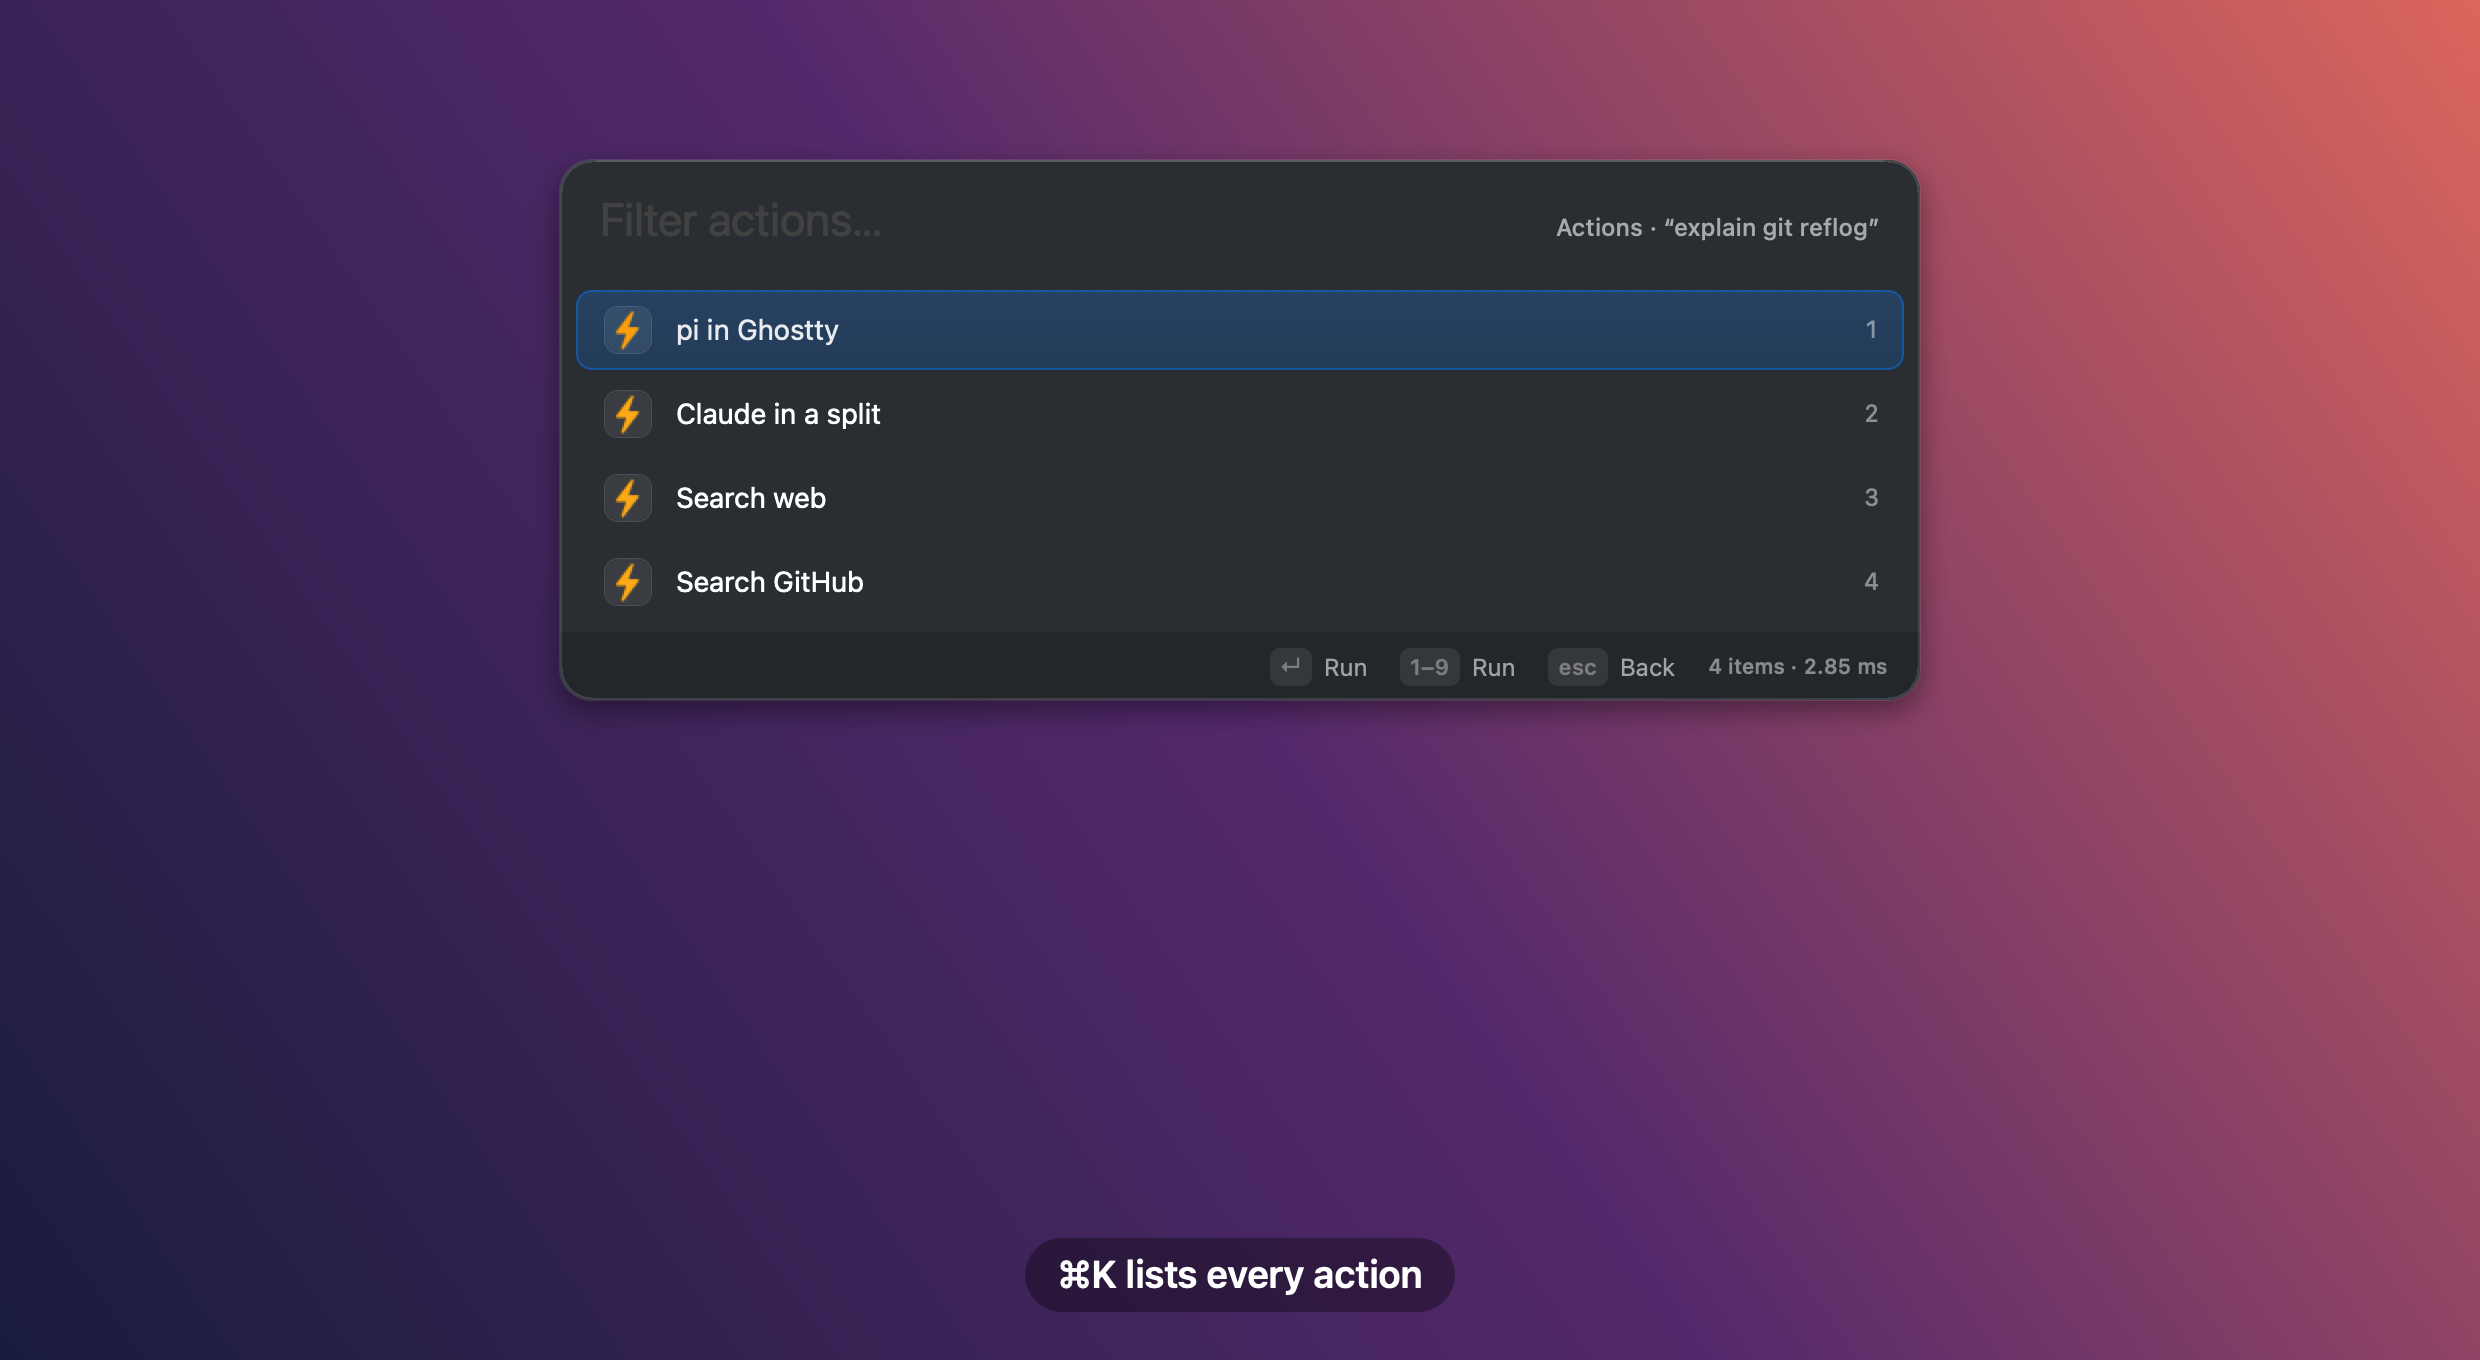 Filter actions...
Actions · “explain git reflog”
pi in Ghostty 1
Claude in a split 2
Search web 3
Search GitHub 4
↵ Run 1–9 Run esc Back 4 items · 2.85 ms
⌘K lists every action